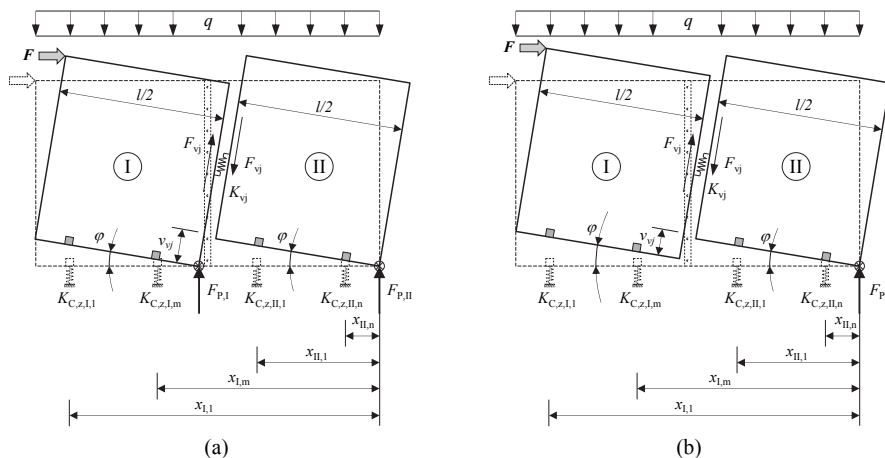 q
F
l/2
l/2
I
II
F_vj
F_vj
K_vj
φ
v_vj
φ
K_C,z,I,1
K_C,z,I,m
K_C,z,II,1
K_C,z,II,n
F_P,I
F_P,II
x_II,n
x_II,1
x_I,m
x_I,1
(a)
q
F
l/2
l/2
I
II
F_vj
F_vj
K_vj
φ
v_vj
φ
K_C,z,I,1
K_C,z,I,m
K_C,z,II,1
K_C,z,II,n
F_P
x_II,n
x_II,1
x_I,m
x_I,1
(b)